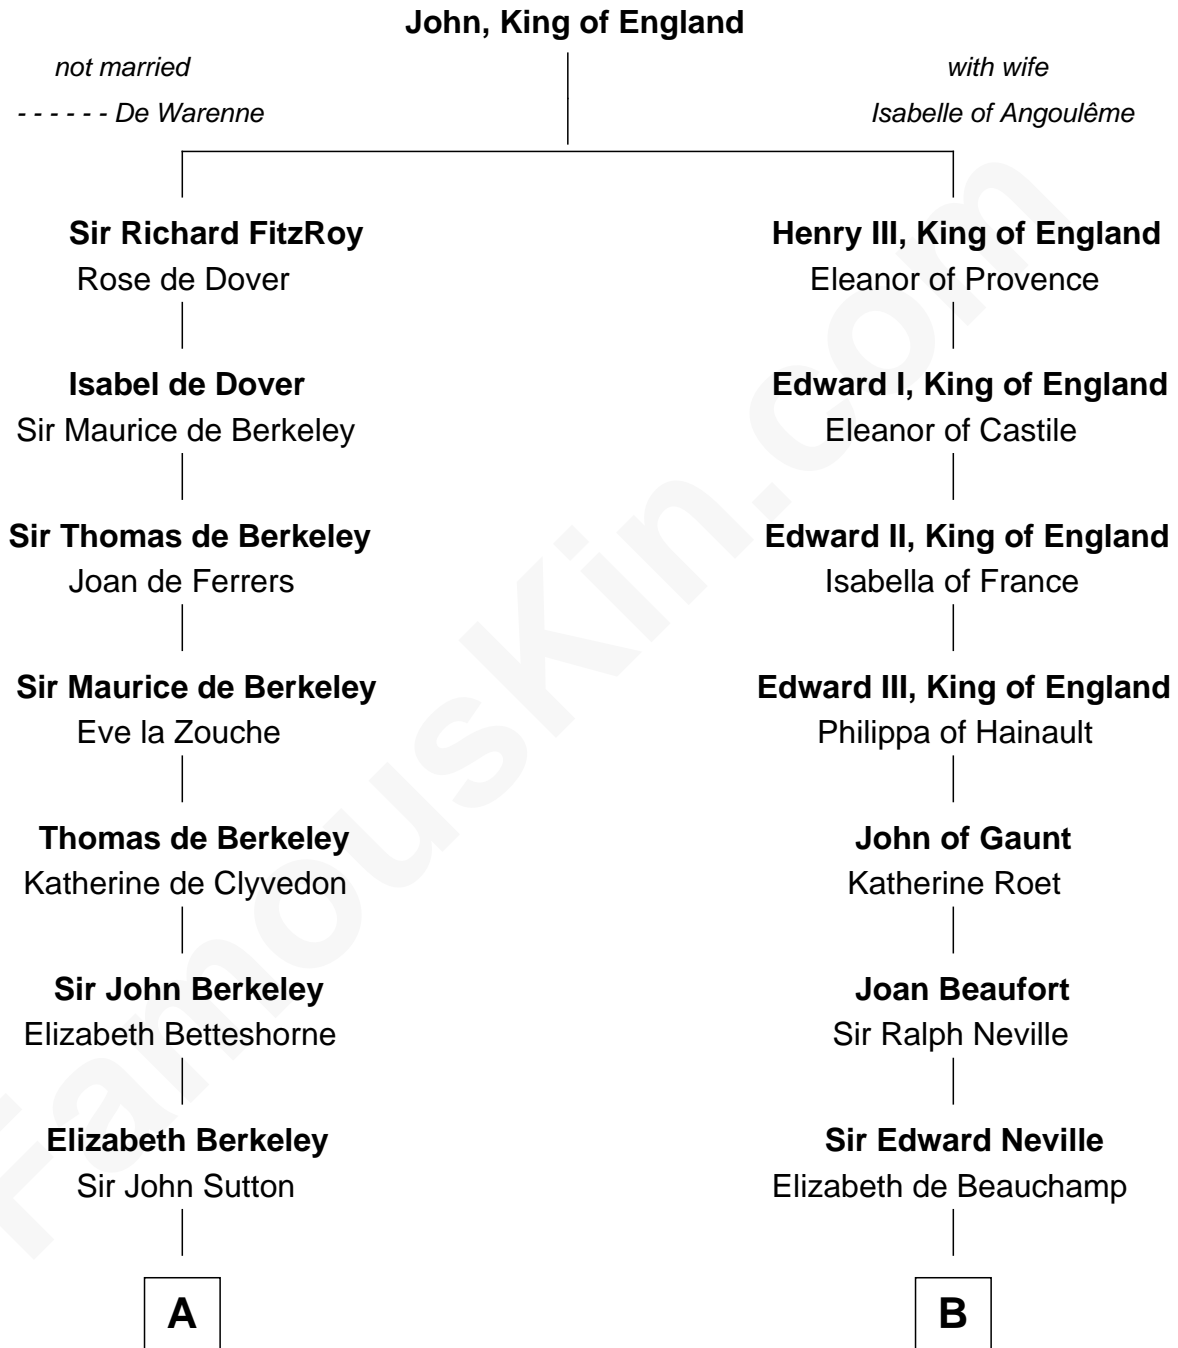 John, King of England
not married
with wife
- - - - - - De Warenne
Isabelle of Angoulême
Sir Richard FitzRoy
Rose de Dover
Henry III, King of England
Eleanor of Provence
Isabel de Dover
Sir Maurice de Berkeley
Edward I, King of England
Eleanor of Castile
Sir Thomas de Berkeley
Joan de Ferrers
Edward II, King of England
Isabella of France
Sir Maurice de Berkeley
Eve la Zouche
Edward III, King of England
Philippa of Hainault
Thomas de Berkeley
Katherine de Clyvedon
John of Gaunt
Katherine Roet
Sir John Berkeley
Elizabeth Betteshorne
Joan Beaufort
Sir Ralph Neville
Elizabeth Berkeley
Sir John Sutton
Sir Edward Neville
Elizabeth de Beauchamp
A
B
FamousKin.com